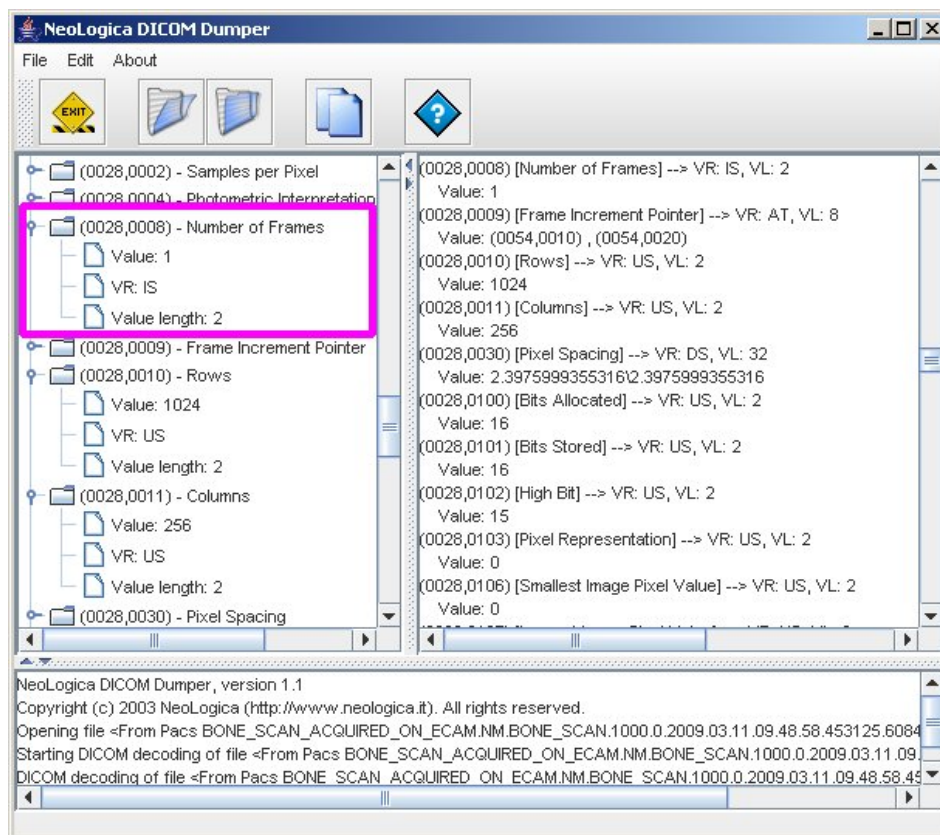 NeoLogica DICOM Dumper
File Edit About
EXIT
?
(0028,0002) - Samples per Pixel
(0028,0004) - Photometric Interpretation
(0028,0008) - Number of Frames
Value: 1
VR: IS
Value length: 2
(0028,0009) - Frame Increment Pointer
(0028,0010) - Rows
Value: 1024
VR: US
Value length: 2
(0028,0011) - Columns
Value: 256
VR: US
Value length: 2
(0028,0030) - Pixel Spacing
(0028,0008) [Number of Frames] --> VR: IS, VL: 2
Value: 1
(0028,0009) [Frame Increment Pointer] --> VR: AT, VL: 8
Value: (0054,0010) , (0054,0020)
(0028,0010) [Rows] --> VR: US, VL: 2
Value: 1024
(0028,0011) [Columns] --> VR: US, VL: 2
Value: 256
(0028,0030) [Pixel Spacing] --> VR: DS, VL: 32
Value: 2.3975999355316\2.3975999355316
(0028,0100) [Bits Allocated] --> VR: US, VL: 2
Value: 16
(0028,0101) [Bits Stored] --> VR: US, VL: 2
Value: 16
(0028,0102) [High Bit] --> VR: US, VL: 2
Value: 15
(0028,0103) [Pixel Representation] --> VR: US, VL: 2
Value: 0
(0028,0106) [Smallest Image Pixel Value] --> VR: US, VL: 2
Value: 0
NeoLogica DICOM Dumper, version 1.1
Copyright (c) 2003 NeoLogica (http://www.neologica.it). All rights reserved.
Opening file <From Pacs BONE_SCAN_ACQUIRED_ON_ECAM.NM.BONE_SCAN.1000.0.2009.03.11.09.48.58.453125.6084
Starting DICOM decoding of file <From Pacs BONE_SCAN_ACQUIRED_ON_ECAM.NM.BONE_SCAN.1000.0.2009.03.11.09.
DICOM decoding of file <From Pacs BONE_SCAN_ACQUIRED_ON_ECAM.NM.BONE_SCAN.1000.0.2009.03.11.09.48.58.45